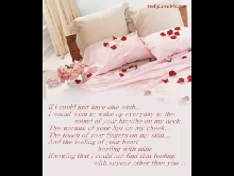 If I could just have one wish...
I would wish to wake up everyday to the
sound of your breathe on my neck
The warmth of your lips on my cheek...
The touch of your fingers on my skin...
And the feeling of your heart
beating with mine
Knowing that i could not find that feeling
with anyone other then you ...